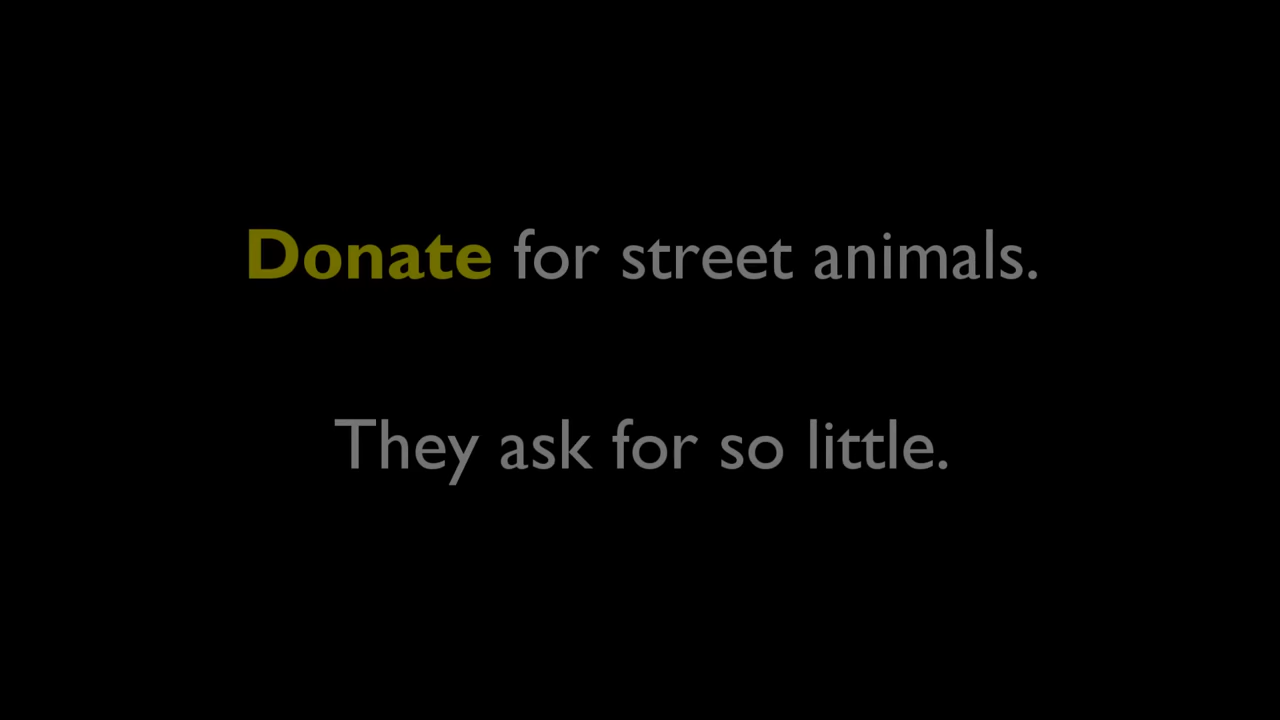 Donate for street animals.
They ask for so little.